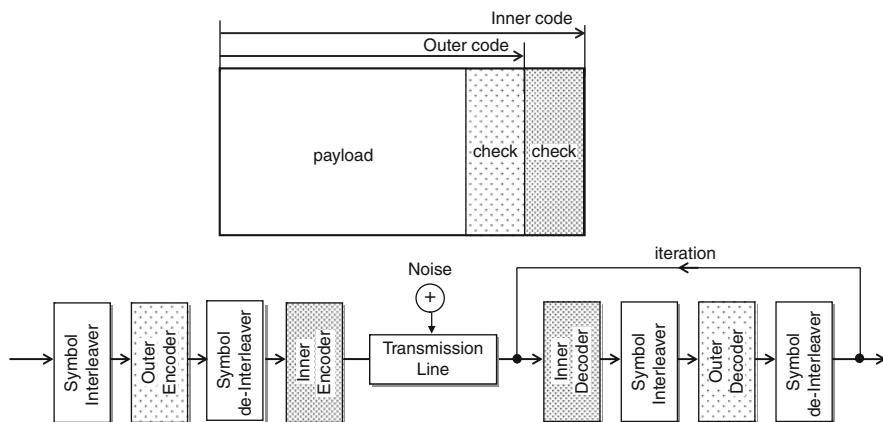 Inner code
Outer code
payload
check
check
iteration
Noise
+
Symbol
Interleaver
Outer
Encoder
Symbol
de-Interleaver
Inner
Encoder
Transmission
Line
Inner
Decoder
Symbol
Interleaver
Outer
Decoder
Symbol
de-Interleaver